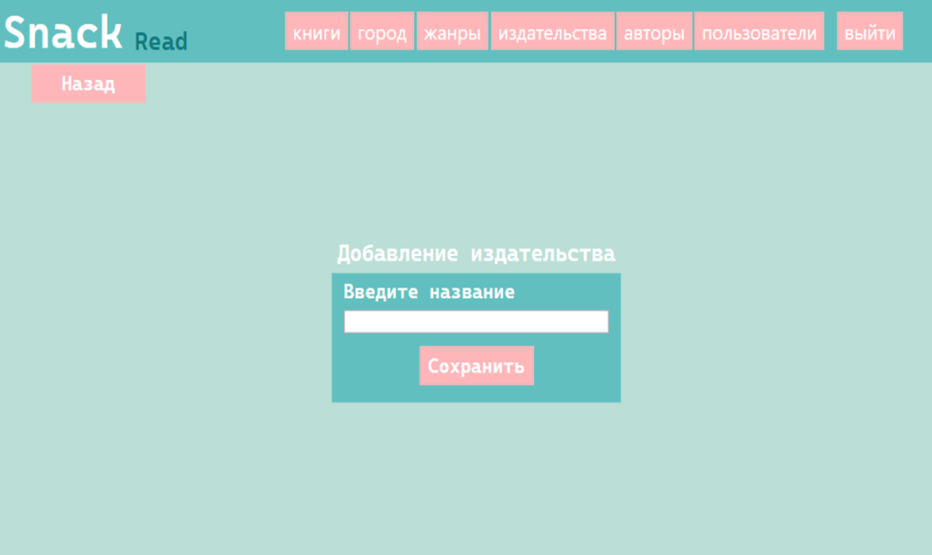 Snack Read книги город жанры издательства авторы пользователи выйти
Назад
Добавление издательства
Введите название
Сохранить